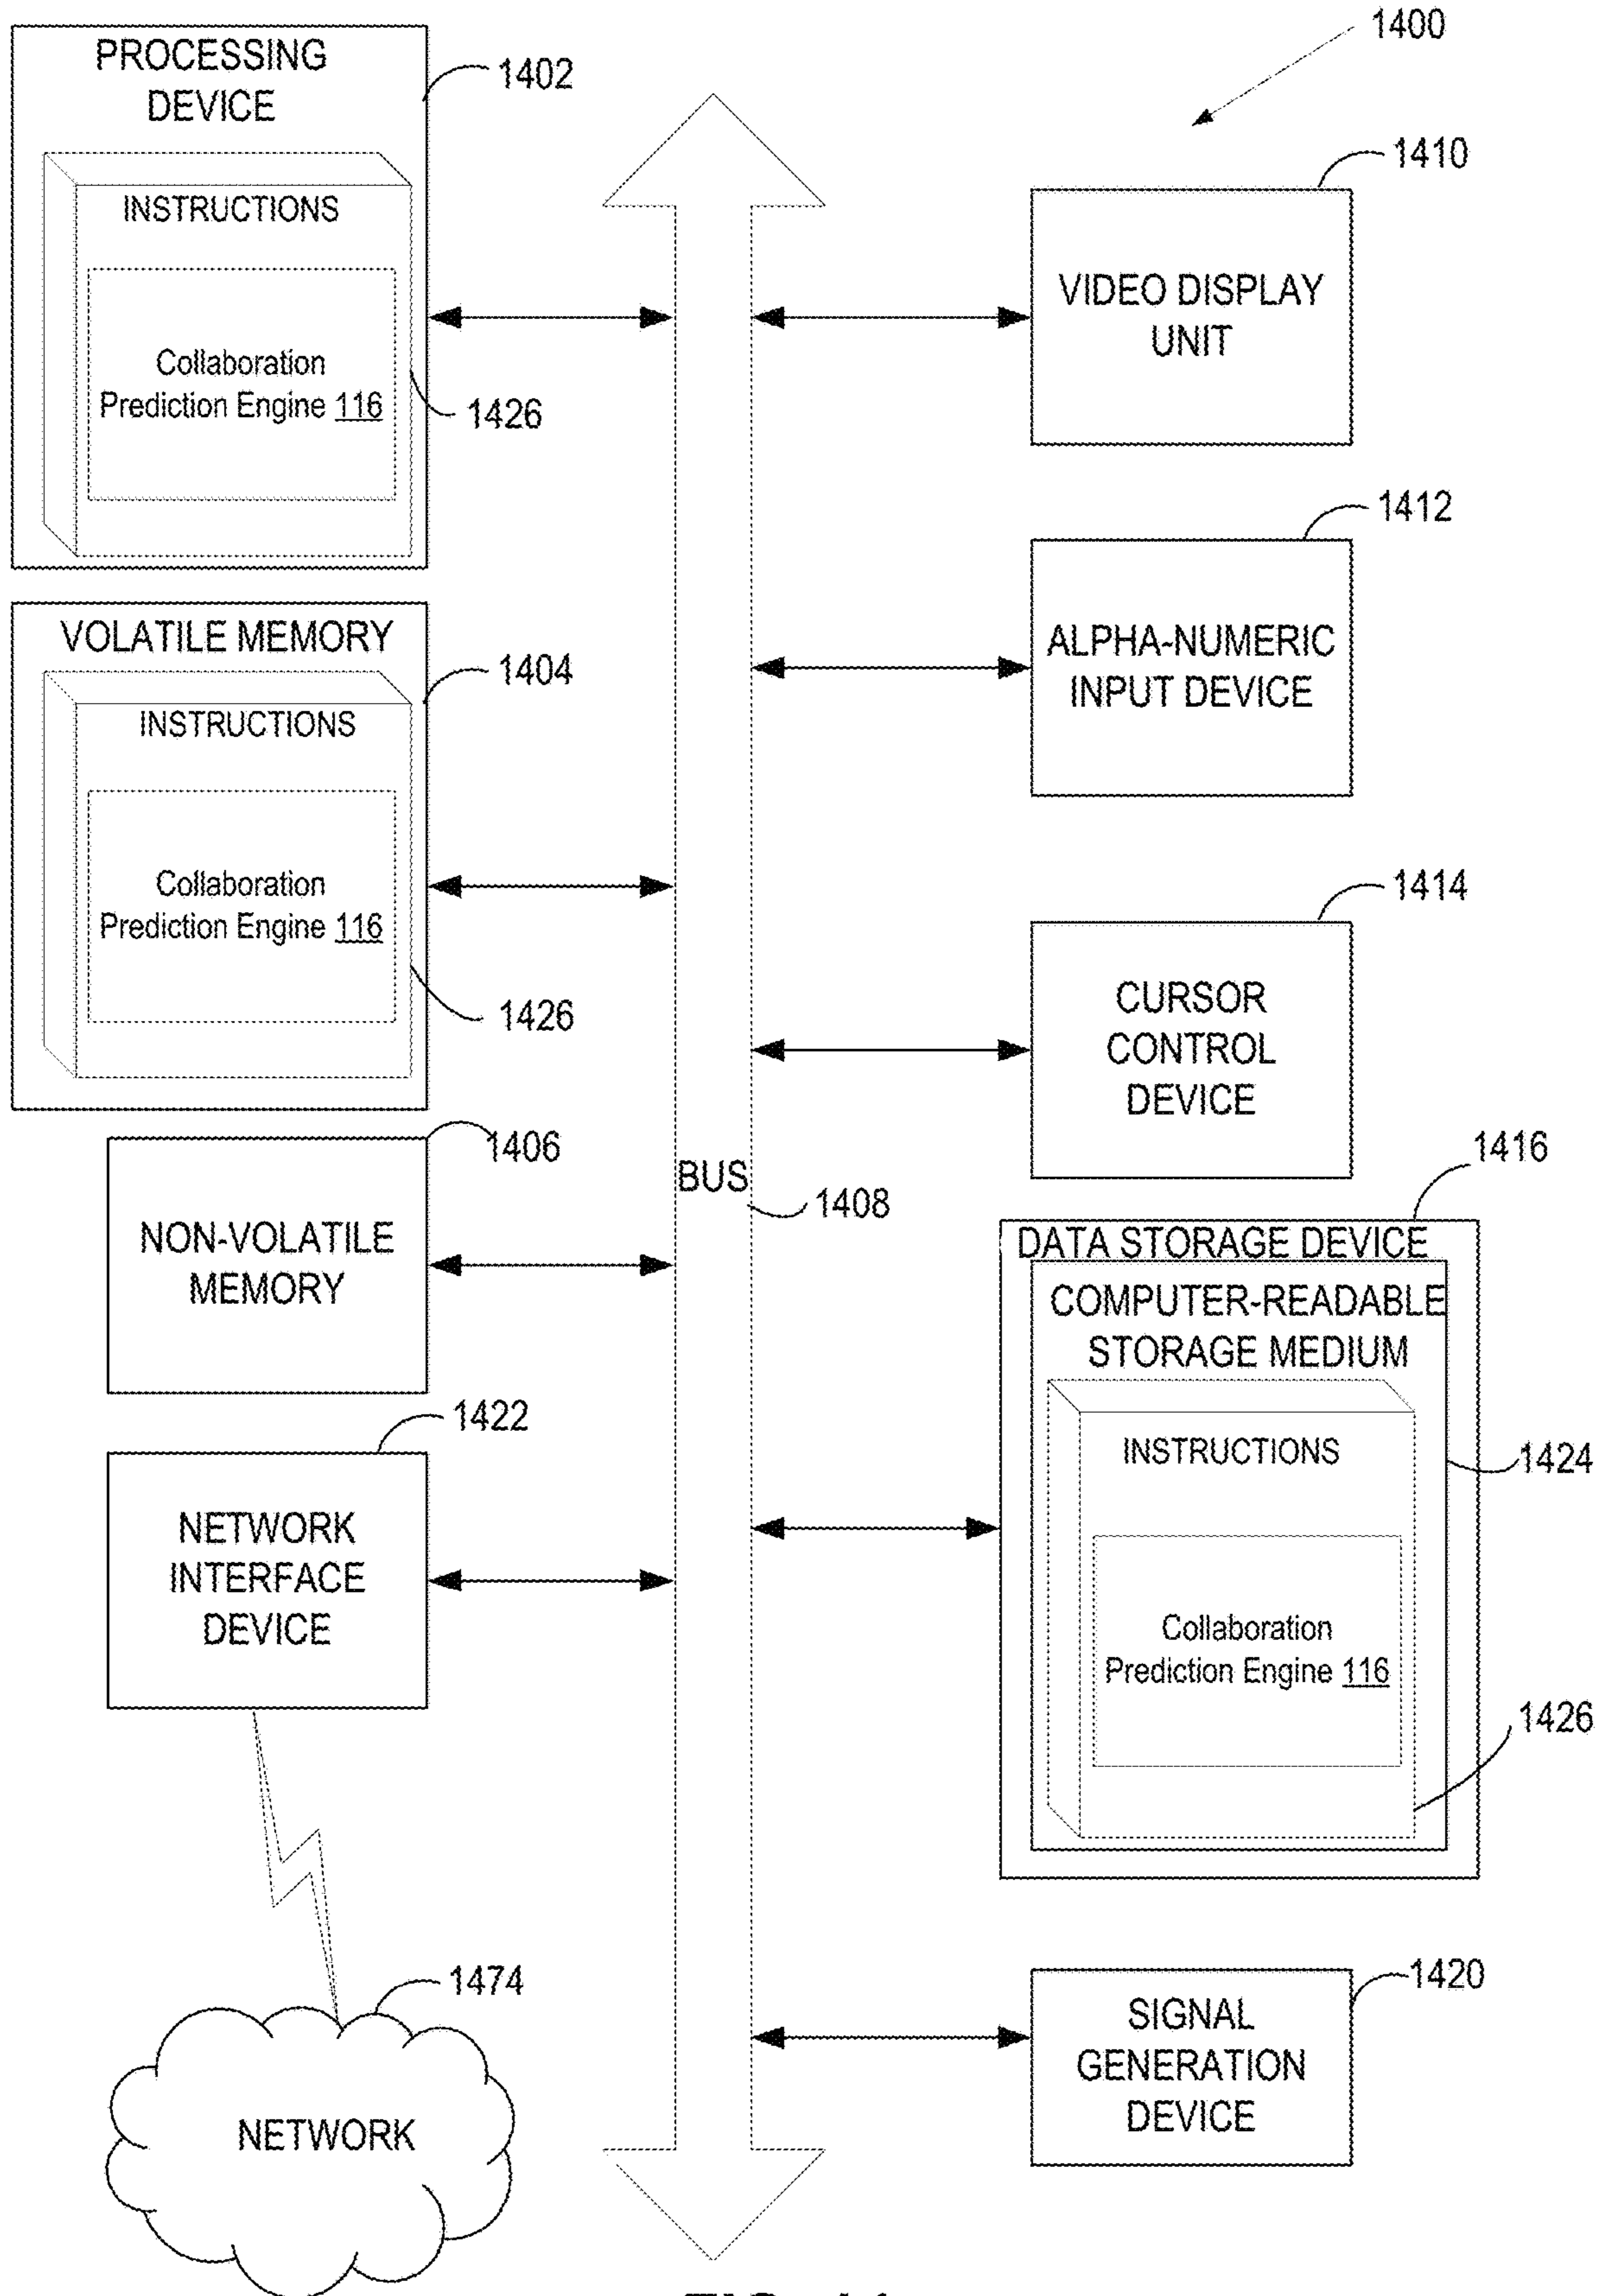 1400
PROCESSING
DEVICE
1402
INSTRUCTIONS
Collaboration
Prediction Engine 116
1426
VOLATILE MEMORY
1404
INSTRUCTIONS
Collaboration
Prediction Engine 116
1426
1406
NON-VOLATILE
MEMORY
1422
NETWORK
INTERFACE
DEVICE
1474
NETWORK
BUS
1408
1410
VIDEO DISPLAY
UNIT
1412
ALPHA-NUMERIC
INPUT DEVICE
1414
CURSOR
CONTROL
DEVICE
1416
DATA STORAGE DEVICE
COMPUTER-READABLE
STORAGE MEDIUM
INSTRUCTIONS
1424
Collaboration
Prediction Engine 116
1426
1420
SIGNAL
GENERATION
DEVICE